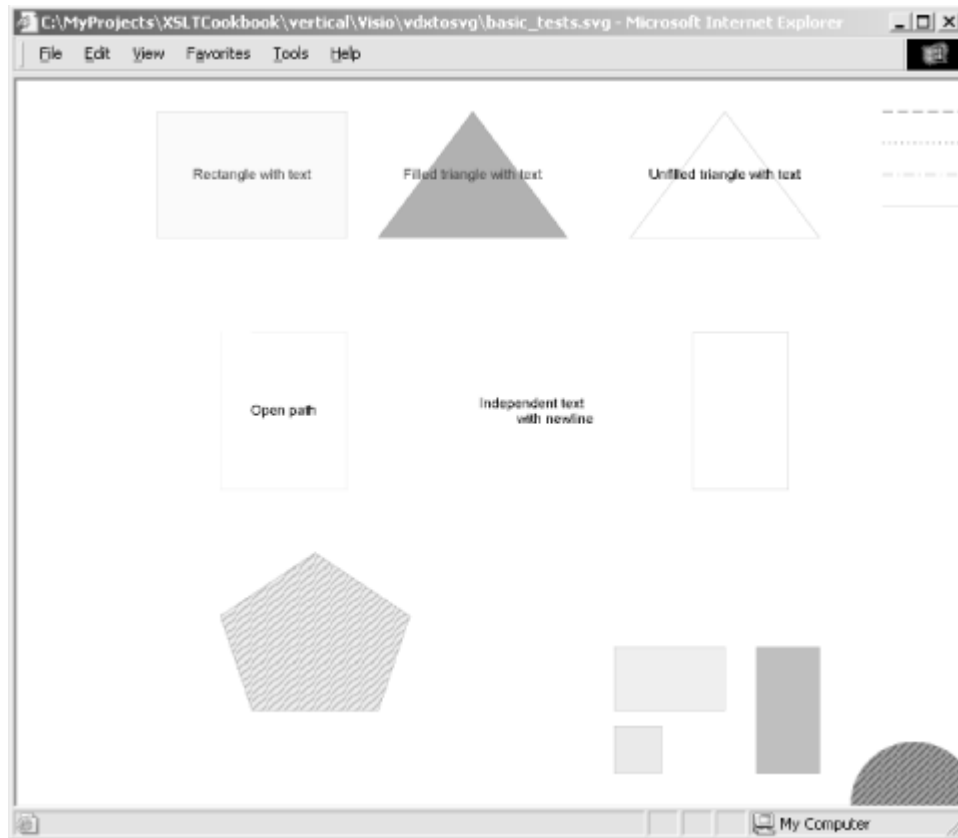 C:\MyProjects\XSLTCookbook\vertical\Visio\vdxtosvg\basic_tests.svg - Microsoft Internet Explorer
File Edit View Favorites Tools Help
Rectangle with text
Filled triangle with text
Unfilled triangle with text
Open path
Independent text
with newline
My Computer